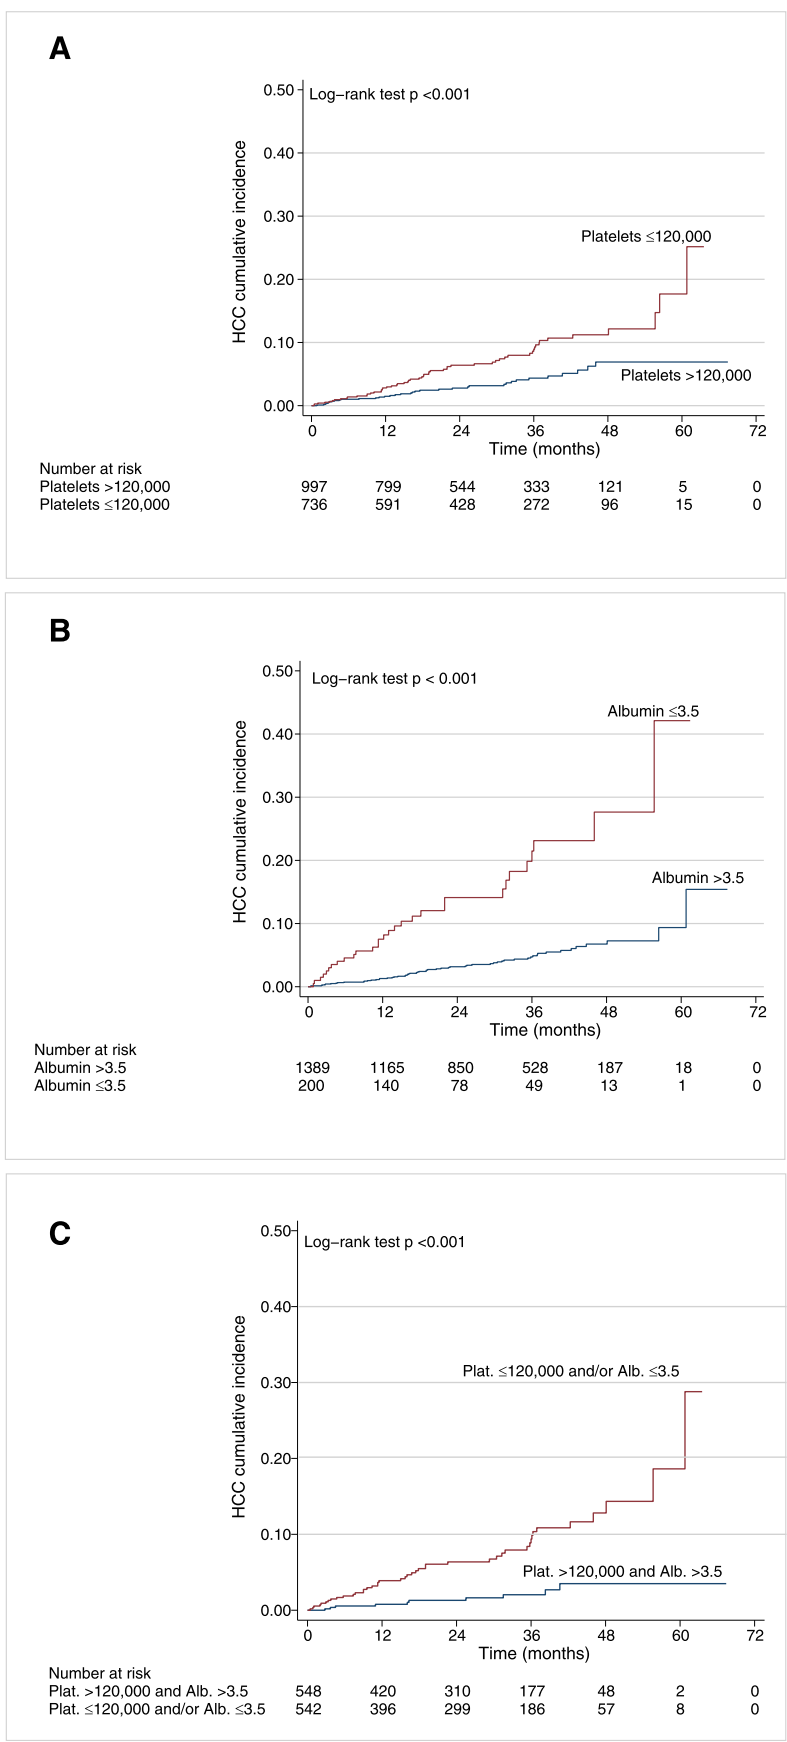 A
0.50
Log–rank test p <0.001
0.40
0.30
Platelets ≤120,000
0.20
0.10
Platelets >120,000
0.00
HCC cumulative incidence
0 12 24 36 48 60 72
Time (months)
Number at risk
Platelets >120,000 997 799 544 333 121 5 0
Platelets ≤120,000 736 591 428 272 96 15 0
B
0.50
Log–rank test p < 0.001
Albumin ≤3.5
0.40
0.30
0.20
Albumin >3.5
0.10
0.00
HCC cumulative incidence
0 12 24 36 48 60 72
Time (months)
Number at risk
Albumin >3.5 1389 1165 850 528 187 18 0
Albumin ≤3.5 200 140 78 49 13 1 0
C
0.50
Log–rank test p <0.001
0.40
Plat. ≤120,000 and/or Alb. ≤3.5
0.30
0.20
0.10
Plat. >120,000 and Alb. >3.5
0.00
HCC cumulative incidence
0 12 24 36 48 60 72
Time (months)
Number at risk
Plat. >120,000 and Alb. >3.5 548 420 310 177 48 2 0
Plat. ≤120,000 and/or Alb. ≤3.5 542 396 299 186 57 8 0